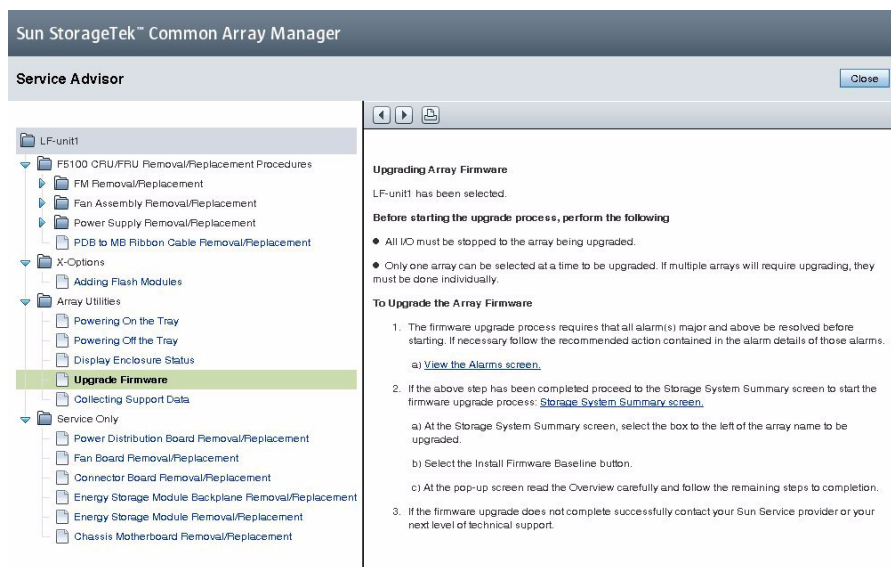 Sun StorageTek™ Common Array Manager
Service Advisor
Close
LF-unit1
F5100 CRU/FRU Removal/Replacement Procedures
FM Removal/Replacement
Fan Assembly Removal/Replacement
Power Supply Removal/Replacement
PDB to MB Ribbon Cable Removal/Replacement
X-Options
Adding Flash Modules
Array Utilities
Powering On the Tray
Powering Off the Tray
Display Enclosure Status
Upgrade Firmware
Collecting Support Data
Service Only
Power Distribution Board Removal/Replacement
Fan Board Removal/Replacement
Connector Board Removal/Replacement
Energy Storage Module Backplane Removal/Replacement
Energy Storage Module Removal/Replacement
Chassis Motherboard Removal/Replacement
Upgrading Array Firmware
LF-unit1 has been selected.
Before starting the upgrade process, perform the following
● All I/O must be stopped to the array being upgraded.
● Only one array can be selected at a time to be upgraded. If multiple arrays will require upgrading, they
must be done individually.
To Upgrade the Array Firmware
1. The firmware upgrade process requires that all alarm(s) major and above be resolved before
starting. If necessary follow the recommended action contained in the alarm details of those alarms.
a) View the Alarms screen.
2. If the above step has been completed proceed to the Storage System Summary screen to start the
firmware upgrade process: Storage System Summary screen.
a) At the Storage System Summary screen, select the box to the left of the array name to be
upgraded.
b) Select the Install Firmware Baseline button.
c) At the pop-up screen read the Overview carefully and follow the remaining steps to completion.
3. If the firmware upgrade does not complete successfully contact your Sun Service provider or your
next level of technical support.